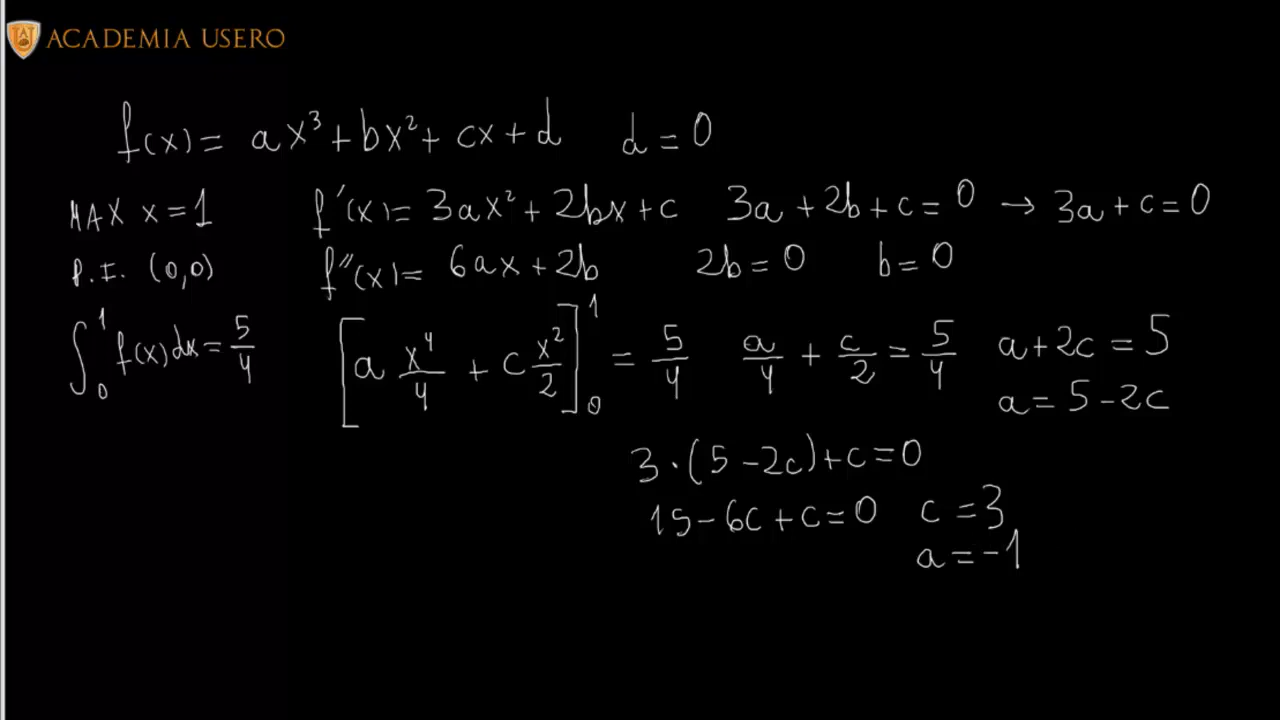 ACADEMIA USERO
f(x) = ax³ + bx² + cx + d d = 0
MAX x = 1 f'(x) = 3ax² + 2bx + c 3a + 2b + c = 0 → 3a + c = 0
P.I. (0,0) f''(x) = 6ax + 2b 2b = 0 b = 0
∫₀¹ f(x) dx = 5/4 [a x⁴/4 + c x²/2]₀¹ = 5/4 a/4 + c/2 = 5/4 a + 2c = 5
a = 5 - 2c
3·(5 - 2c) + c = 0
15 - 6c + c = 0 c = 3
a = -1